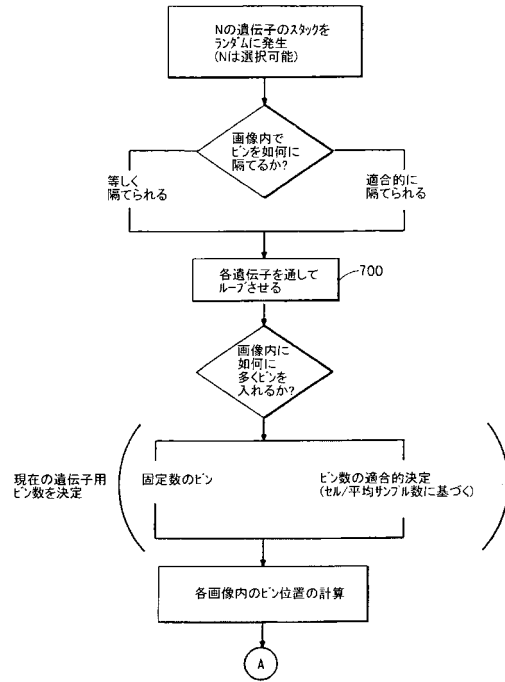 Nの遺伝子のスタックを
ランダムに発生
(Nは選択可能)
画像内で
ビンを如何に
隔てるか?
等しく
隔てられる
適合的に
隔てられる
各遺伝子を通して
ループさせる
700
画像内に
如何に
多くビンを
入れるか?
現在の遺伝子用
ビン数を決定
固定数のビン
ビン数の適合的決定
(セル/平均サンプル数に基づく)
各画像内のビン位置の計算
A